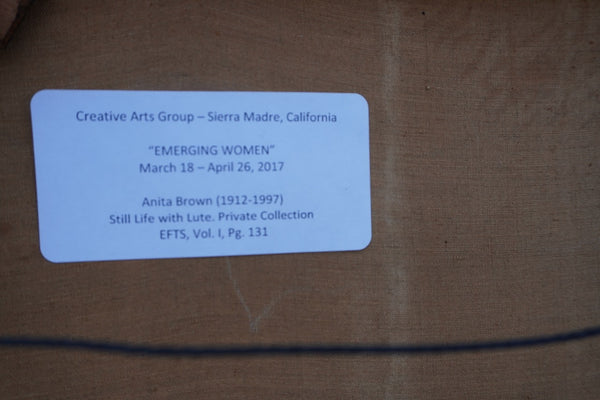 Creative Arts Group – Sierra Madre, California
"EMERGING WOMEN"
March 18 – April 26, 2017
Anita Brown (1912-1997)
Still Life with Lute. Private Collection
EFTS, Vol. I, Pg. 131